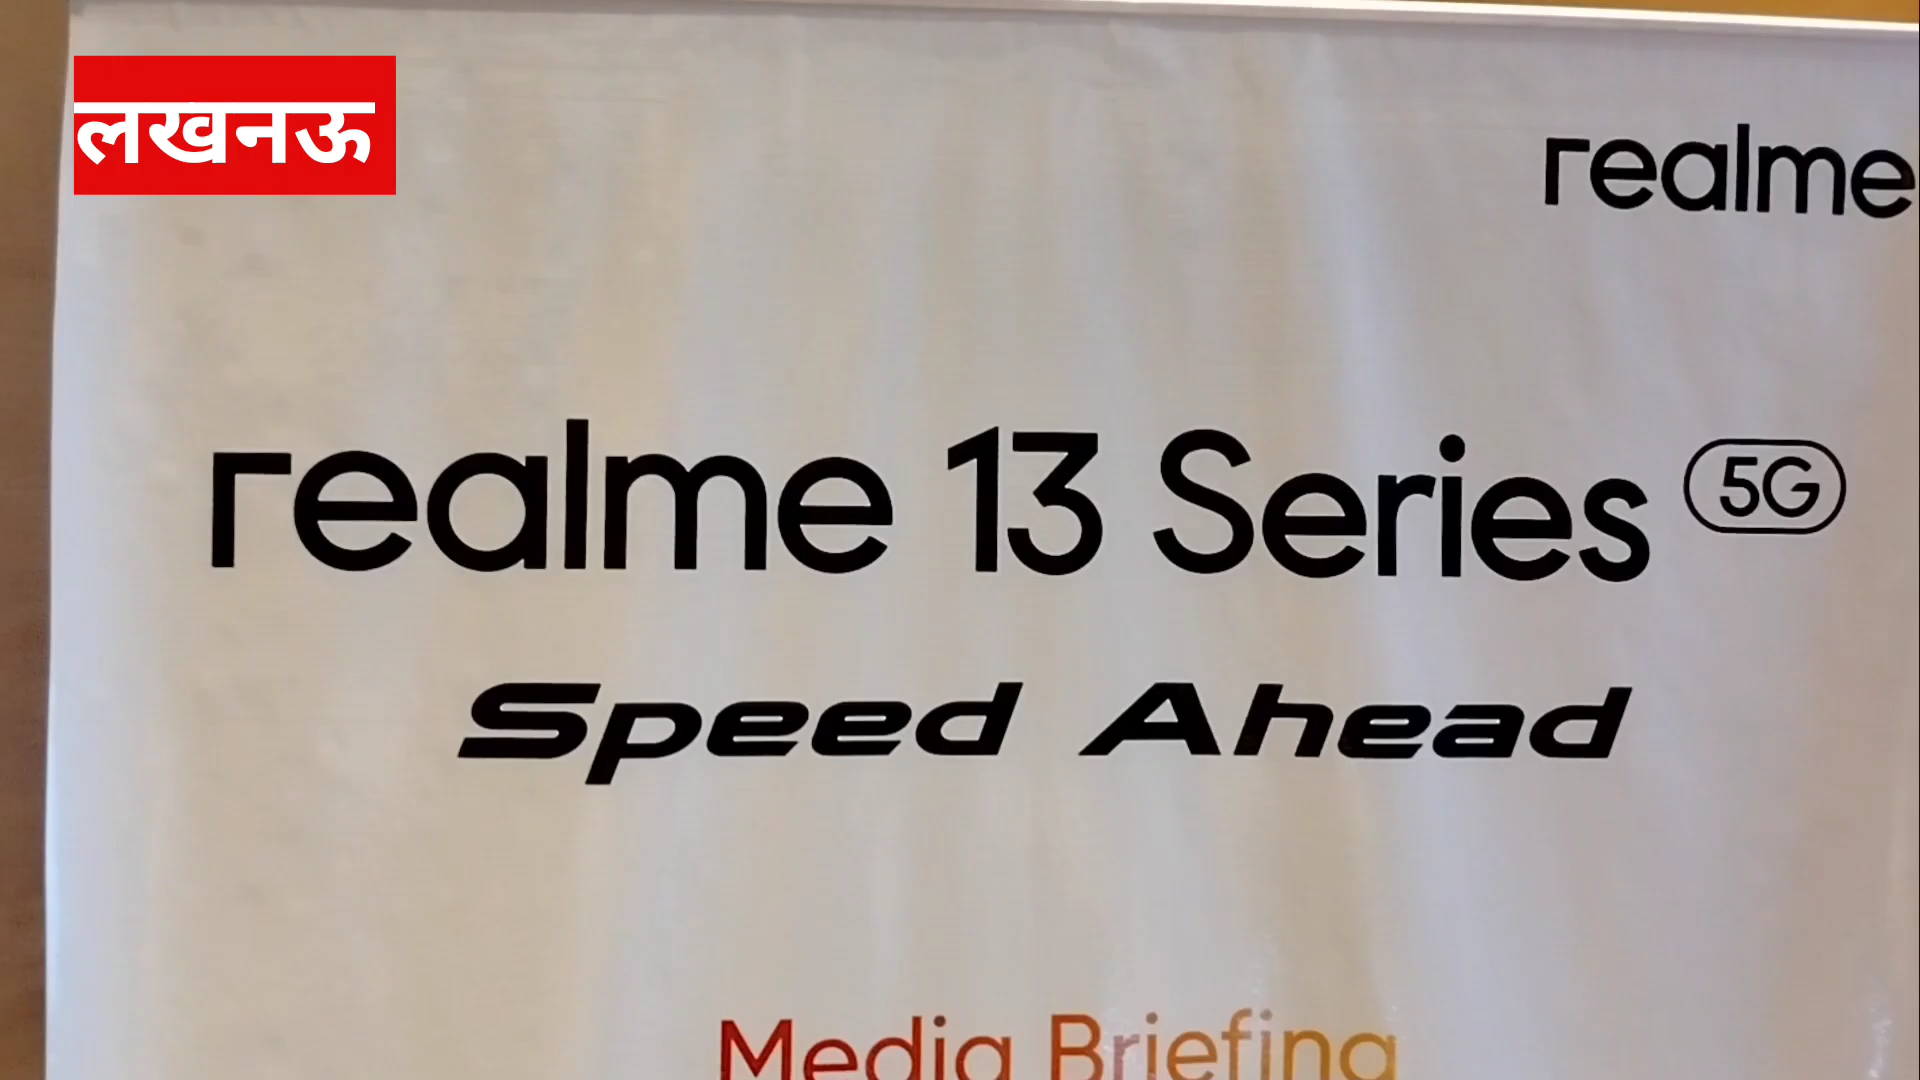 लखनऊ
realme
realme 13 Series 5G
Speed Ahead
Media Briefing